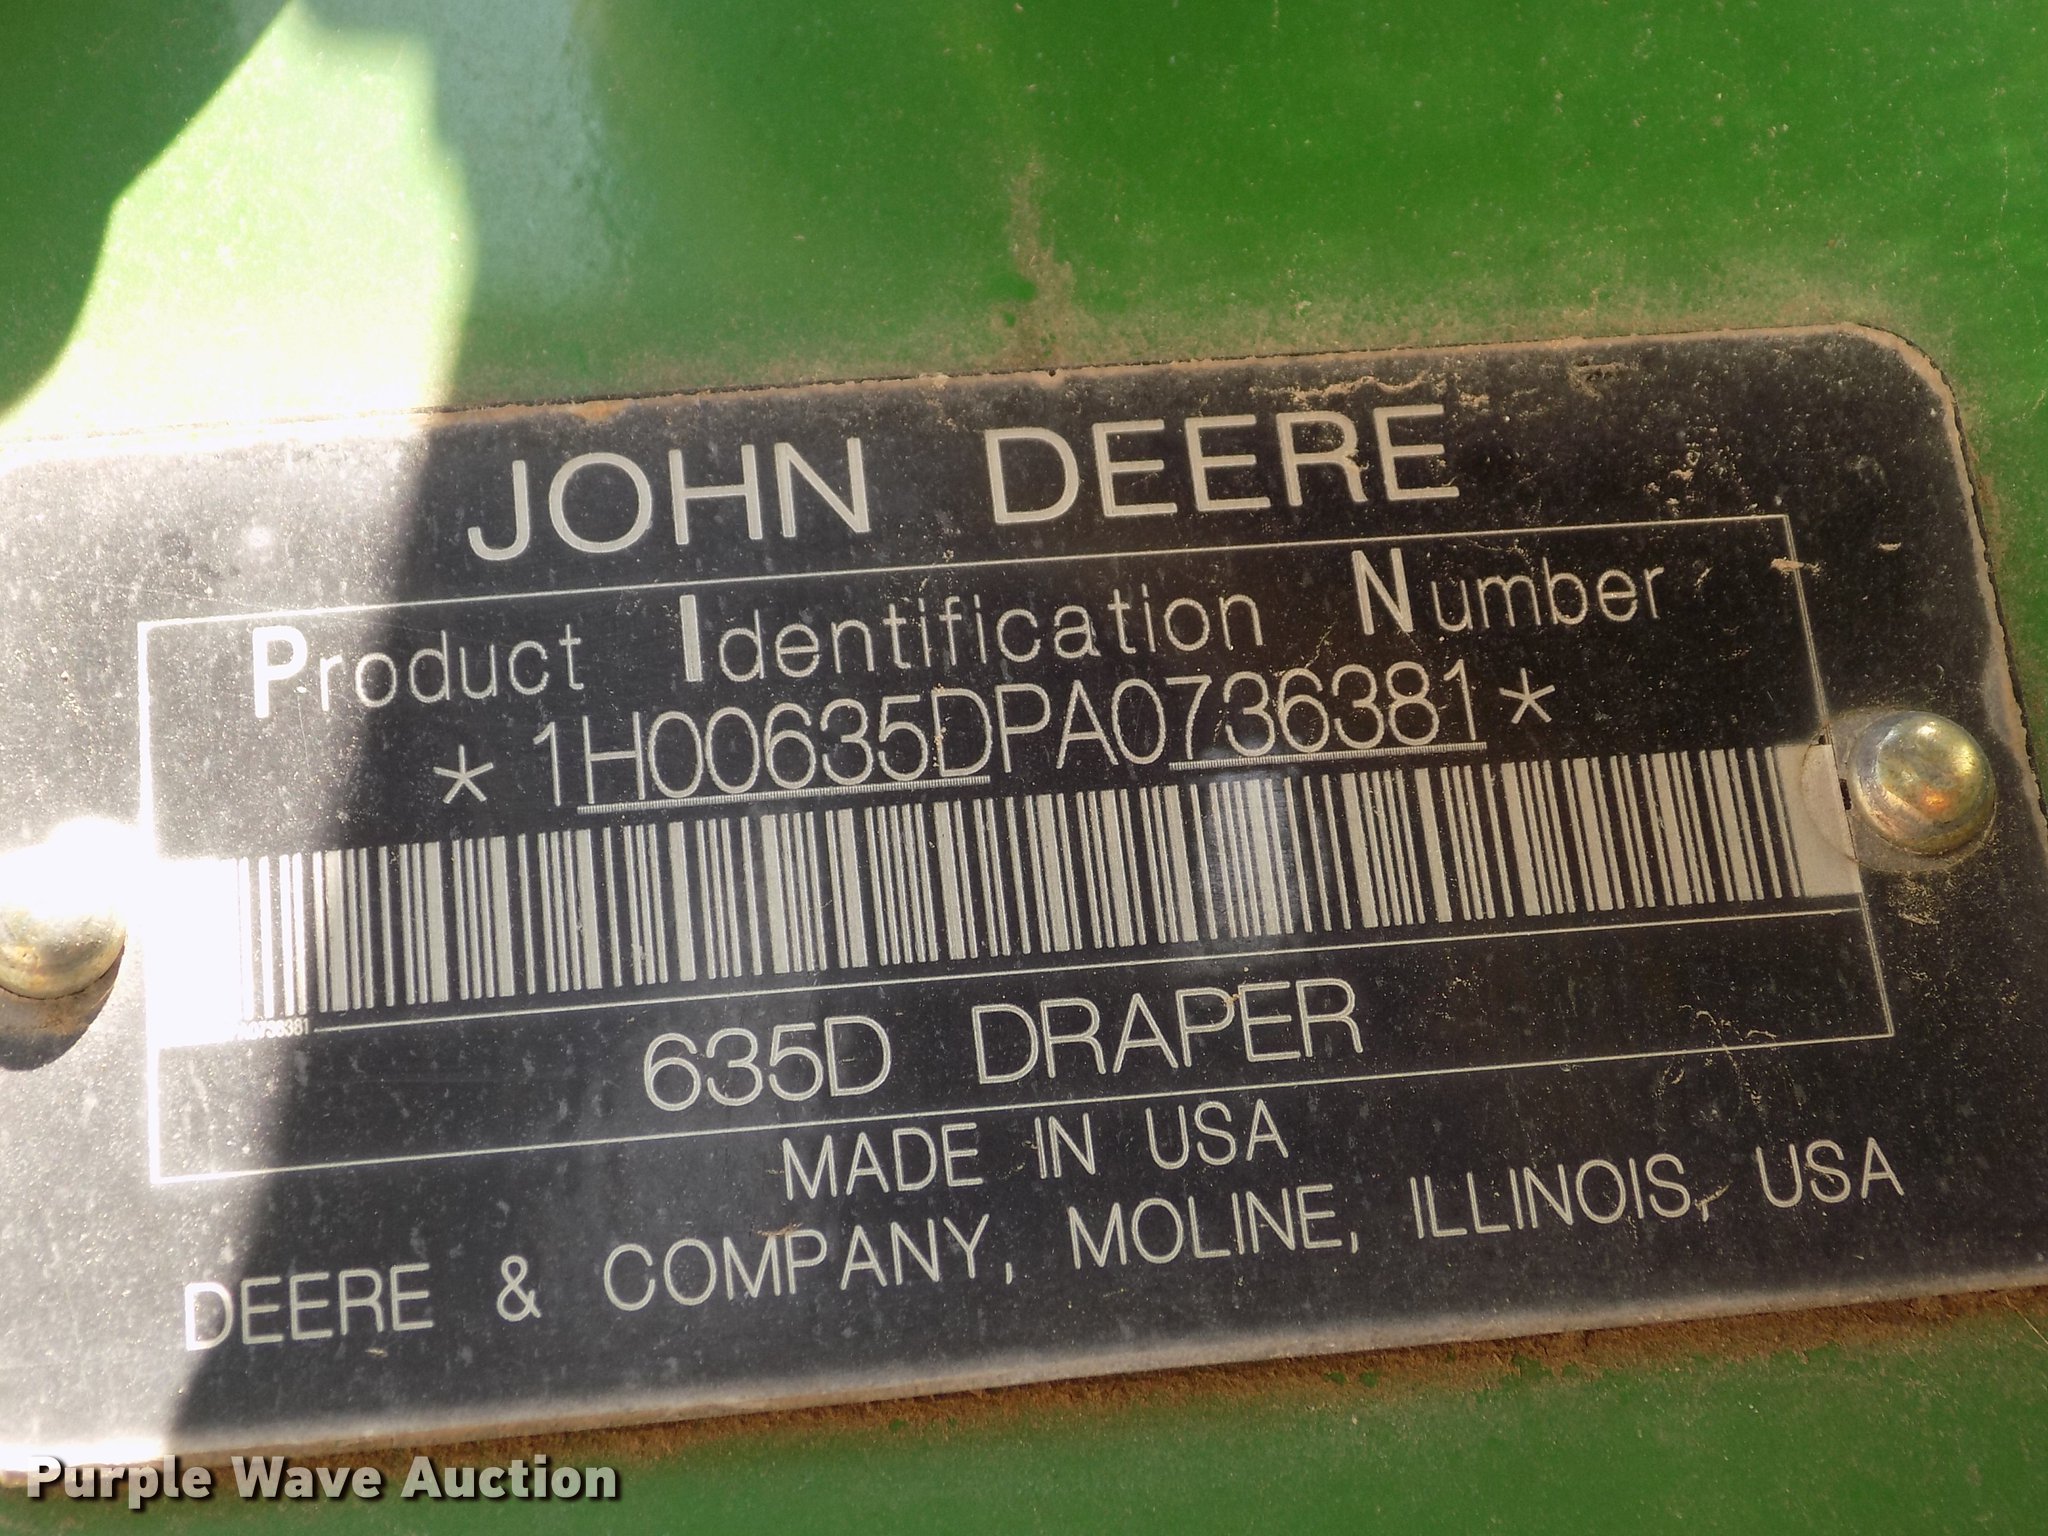 JOHN DEERE
Product Identification Number
*1H00635DPA0736381*
0736381
635D DRAPER
MADE IN USA
DEERE & COMPANY, MOLINE, ILLINOIS, USA
Purple Wave Auction